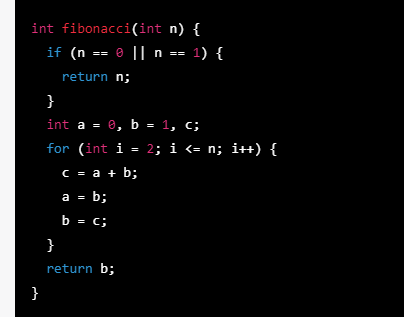 int fibonacci(int n) {
  if (n == 0 || n == 1) {
    return n;
  }
  int a = 0, b = 1, c;
  for (int i = 2; i <= n; i++) {
    c = a + b;
    a = b;
    b = c;
  }
  return b;
}